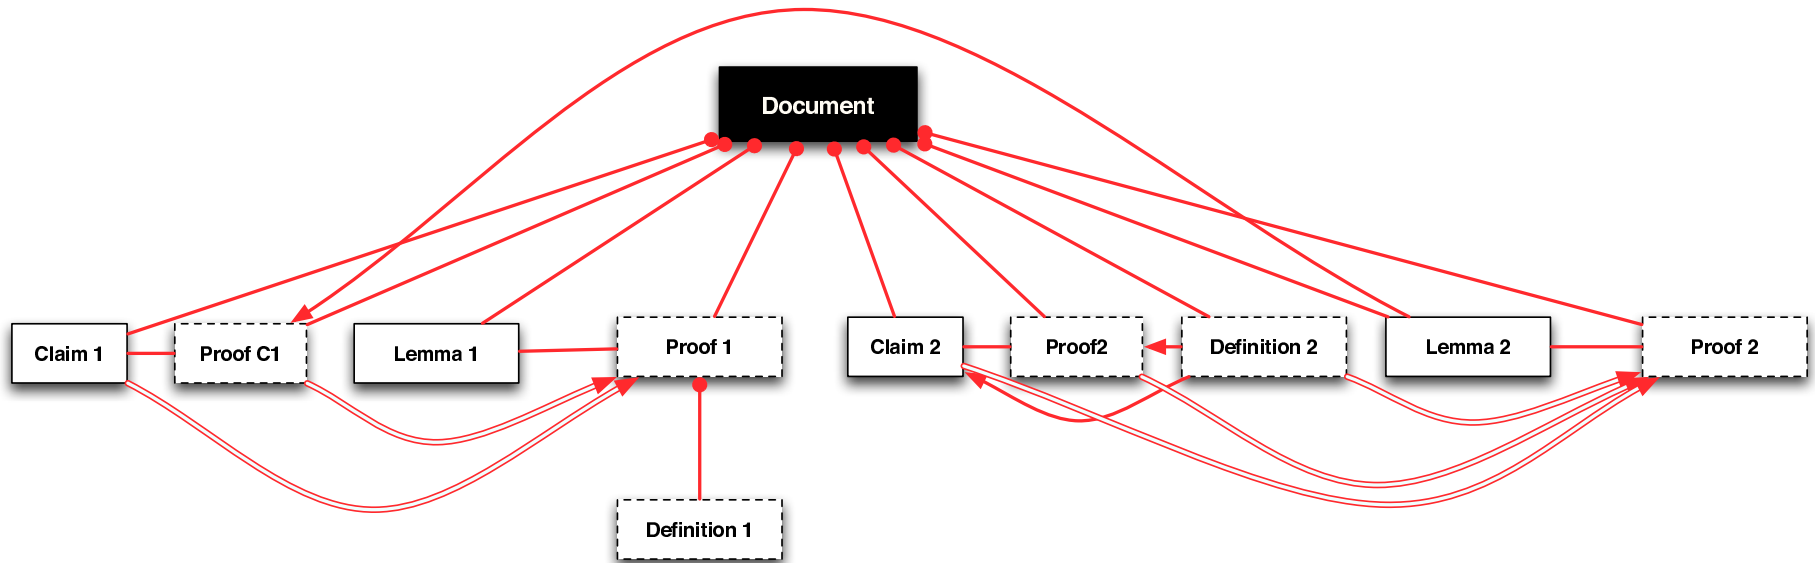 Document
Claim 1
Proof C1
Lemma 1
Proof 1
Claim 2
Proof2
Definition 2
Lemma 2
Proof 2
Definition 1